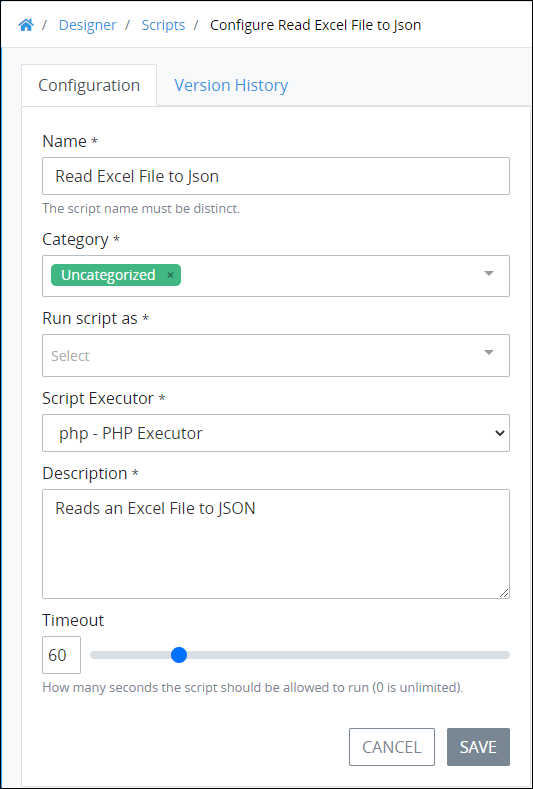 / Designer / Scripts / Configure Read Excel File to Json
Configuration Version History
Name *
Read Excel File to Json
The script name must be distinct.
Category *
Uncategorized ×
Run script as *
Select
Script Executor *
php - PHP Executor
Description *
Reads an Excel File to JSON
Timeout
60
How many seconds the script should be allowed to run (0 is unlimited).
CANCEL SAVE